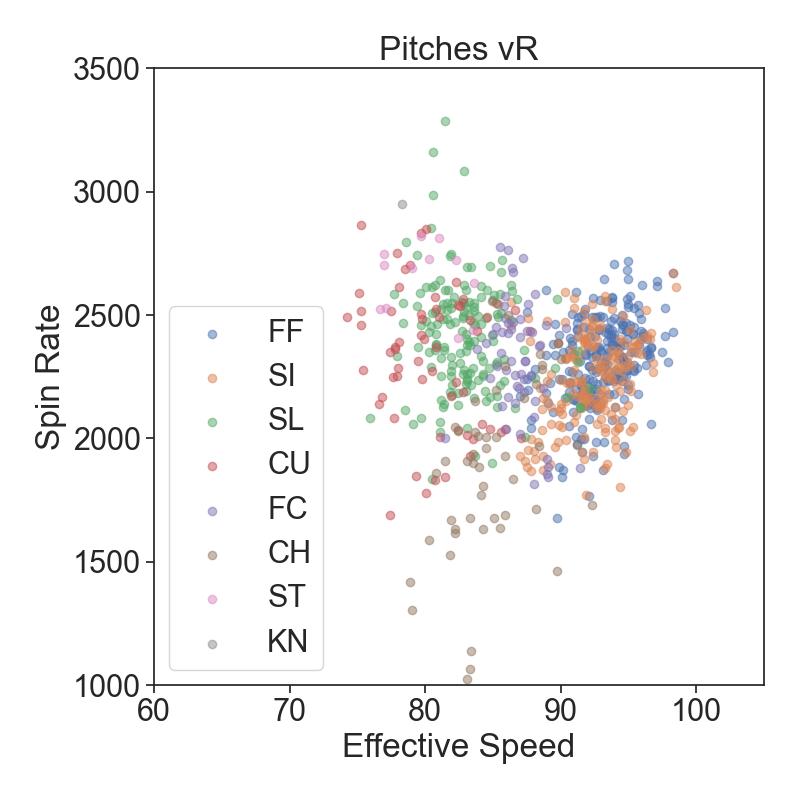 Pitches vR
3500
3000
2500
2000
1500
1000
Spin Rate
FF
SI
SL
CU
FC
CH
ST
KN
60 70 80 90 100
Effective Speed